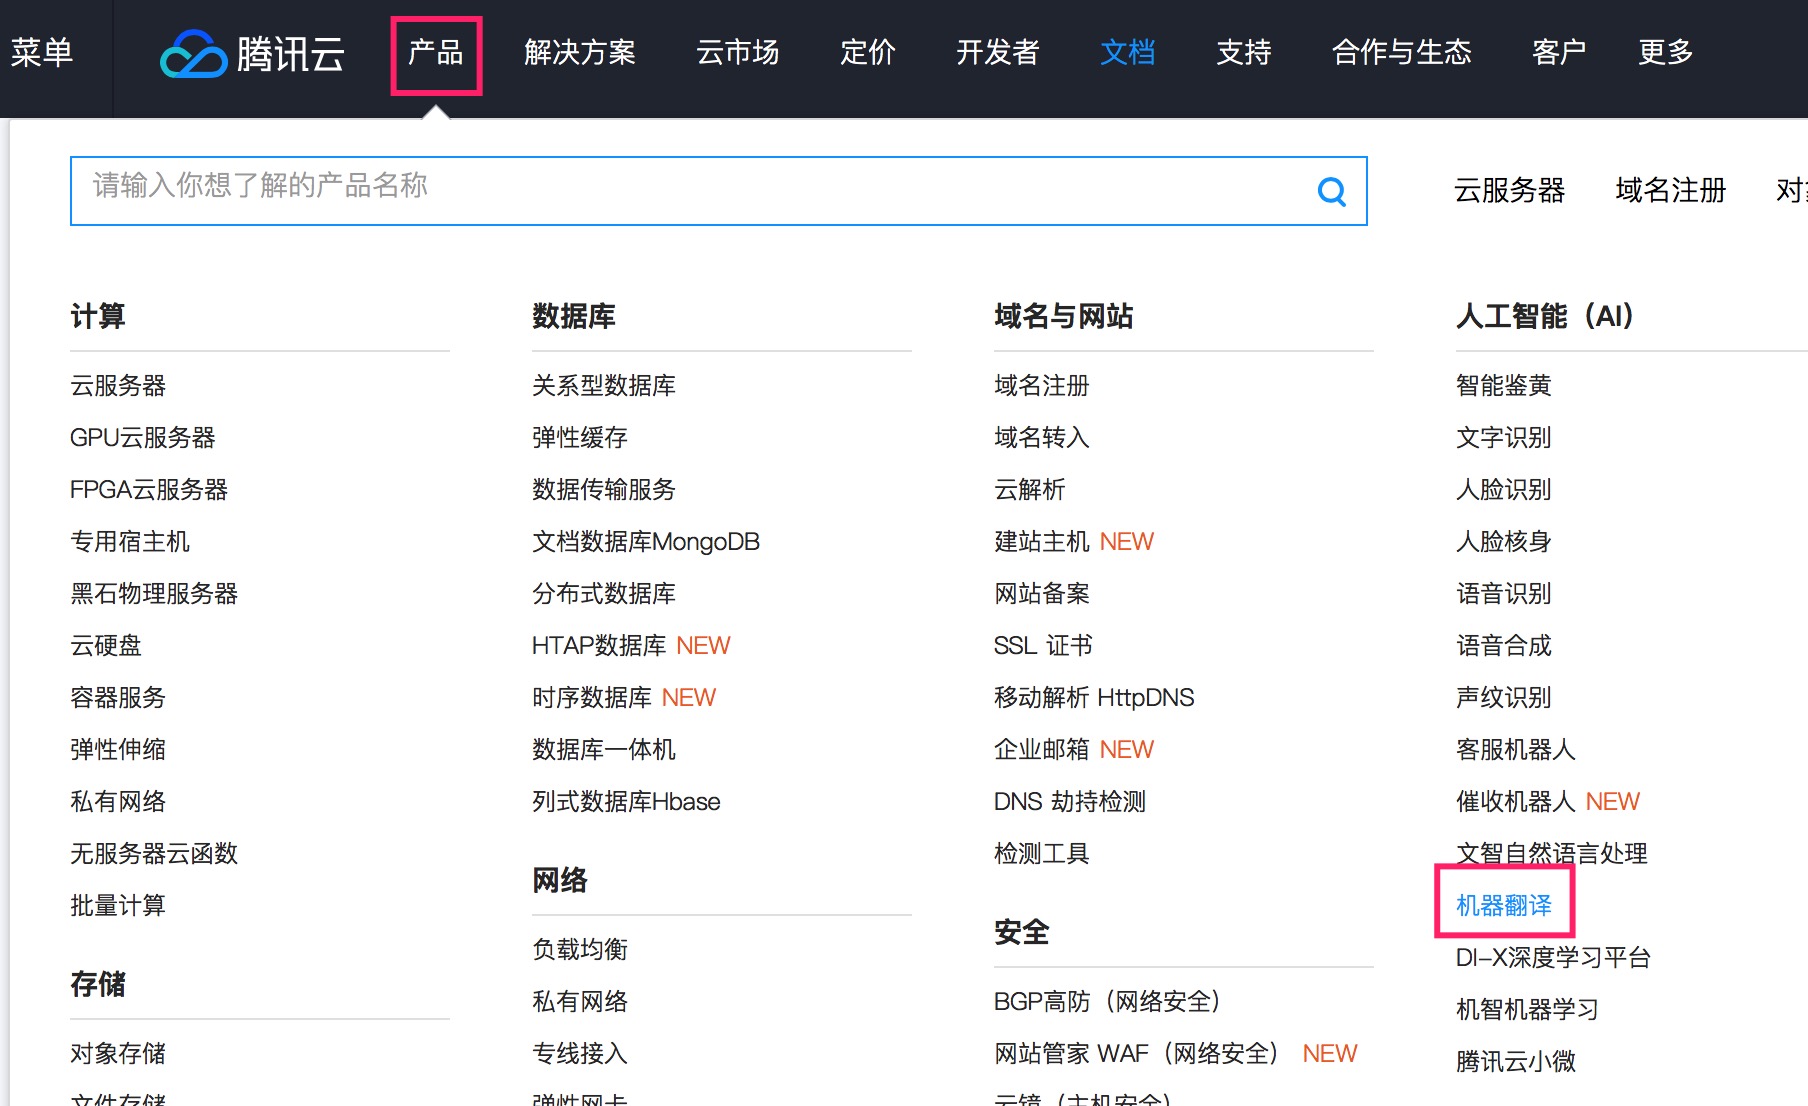 菜单
腾讯云
产品
解决方案
云市场
定价
开发者
文档
支持
合作与生态
客户
更多
请输入你想了解的产品名称
云服务器
域名注册
对象
计算
云服务器
GPU云服务器
FPGA云服务器
专用宿主机
黑石物理服务器
云硬盘
容器服务
弹性伸缩
私有网络
无服务器云函数
批量计算
存储
对象存储
文件存储
数据库
关系型数据库
弹性缓存
数据传输服务
文档数据库MongoDB
分布式数据库
HTAP数据库 NEW
时序数据库 NEW
数据库一体机
列式数据库Hbase
网络
负载均衡
私有网络
专线接入
弹性网卡
域名与网站
域名注册
域名转入
云解析
建站主机 NEW
网站备案
SSL 证书
移动解析 HttpDNS
企业邮箱 NEW
DNS 劫持检测
检测工具
安全
BGP高防（网络安全）
网站管家 WAF（网络安全） NEW
云镜（主机安全）
人工智能（AI）
智能鉴黄
文字识别
人脸识别
人脸核身
语音识别
语音合成
声纹识别
客服机器人
催收机器人 NEW
文智自然语言处理
机器翻译
DI-X深度学习平台
机智机器学习
腾讯云小微